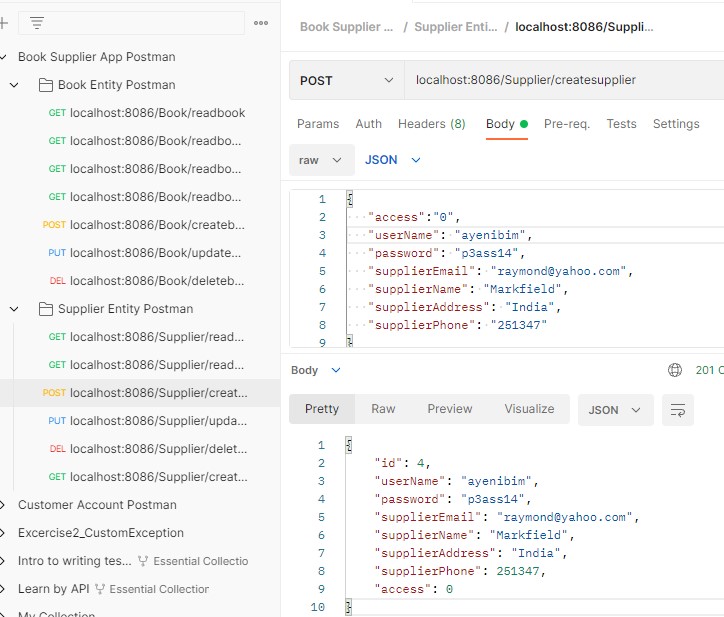 Book Supplier App Postman
Book Entity Postman
GET localhost:8086/Book/readbook
GET localhost:8086/Book/readbo...
GET localhost:8086/Book/readbo...
GET localhost:8086/Book/readbo...
POST localhost:8086/Book/createb...
PUT localhost:8086/Book/update...
DEL localhost:8086/Book/deleteb...
Supplier Entity Postman
GET localhost:8086/Supplier/read...
GET localhost:8086/Supplier/read...
POST localhost:8086/Supplier/creat...
PUT localhost:8086/Supplier/upda...
DEL localhost:8086/Supplier/delet...
GET localhost:8086/Supplier/creat...
Customer Account Postman
Excercise2_CustomException
Intro to writing tes... Essential Collectio
Learn by API Essential Collection
My Collection
Book Supplier ... / Supplier Enti... / localhost:8086/Suppli...
POST localhost:8086/Supplier/createsupplier
Params Auth Headers (8) Body Pre-req. Tests Settings
raw JSON
1 {
2 "access":"0",
3 "userName": "ayenibim",
4 "password": "p3ass14",
5 "supplierEmail": "raymond@yahoo.com",
6 "supplierName": "Markfield",
7 "supplierAddress": "India",
8 "supplierPhone": "251347"
9 }
Body 201 C
Pretty Raw Preview Visualize JSON
1 {
2 "id": 4,
3 "userName": "ayenibim",
4 "password": "p3ass14",
5 "supplierEmail": "raymond@yahoo.com",
6 "supplierName": "Markfield",
7 "supplierAddress": "India",
8 "supplierPhone": 251347,
9 "access": 0
10 }